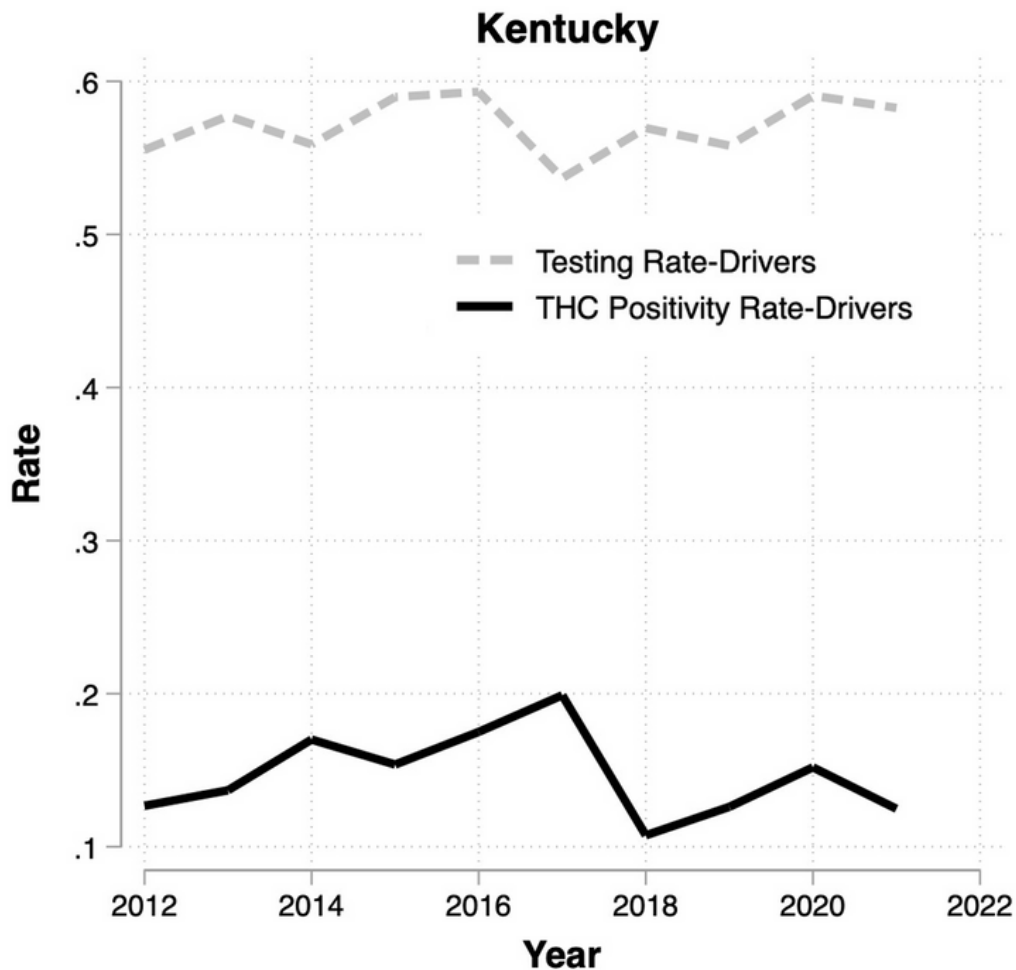 Kentucky
.6
.5
Testing Rate-Drivers
THC Positivity Rate-Drivers
.4
Rate
.3
.2
.1
2012 2014 2016 2018 2020 2022
Year